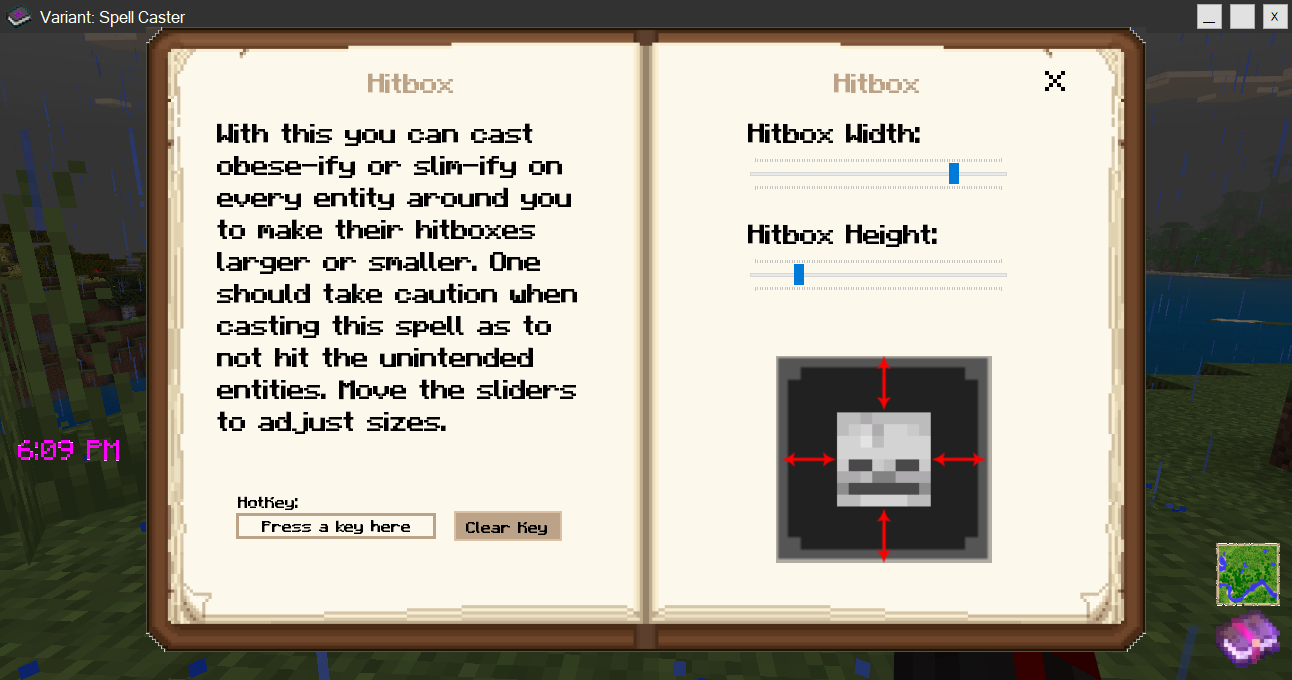 Variant: Spell Caster
Hitbox
With this you can cast
obese-ify or slim-ify on
every entity around you
to make their hitboxes
larger or smaller. One
should take caution when
casting this spell as to
not hit the unintended
entities. Move the sliders
to adjust sizes.
HotKey:
Press a key here
Clear Key
Hitbox
Hitbox Width:
Hitbox Height:
6:09 PM